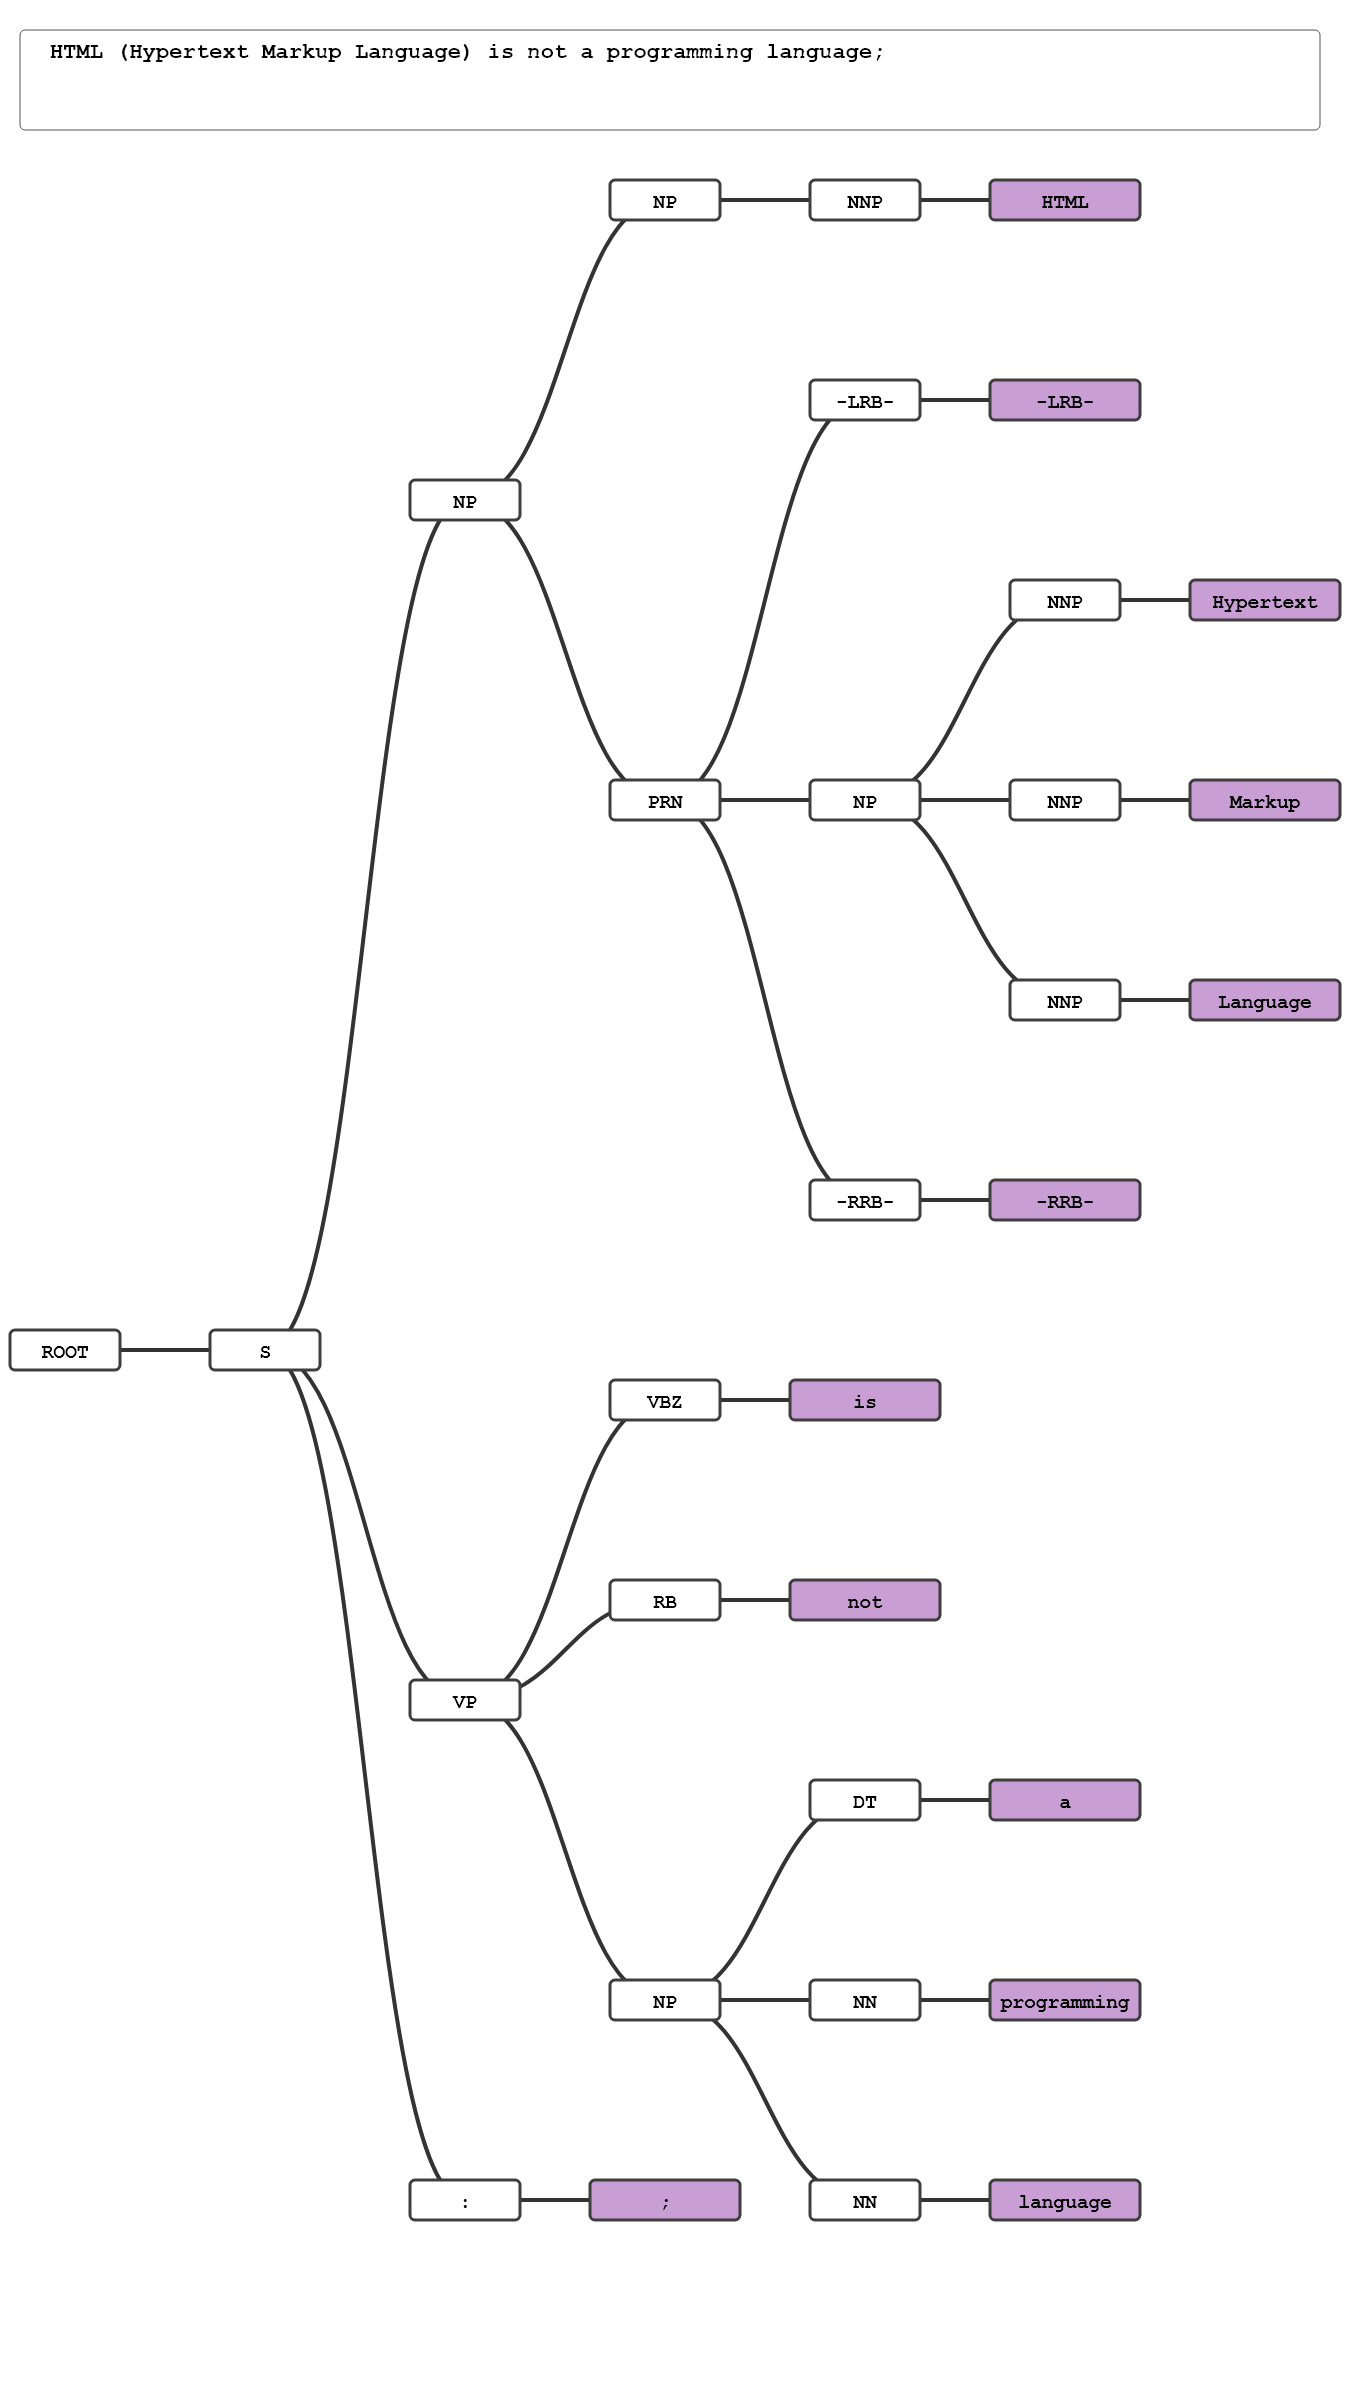 HTML (Hypertext Markup Language) is not a programming language;
NP NNP HTML
-LRB- -LRB-
NP
NNP Hypertext
PRN NP NNP Markup
NNP Language
-RRB- -RRB-
ROOT S
VBZ is
RB not
VP
DT a
NP NN programming
: ; NN language